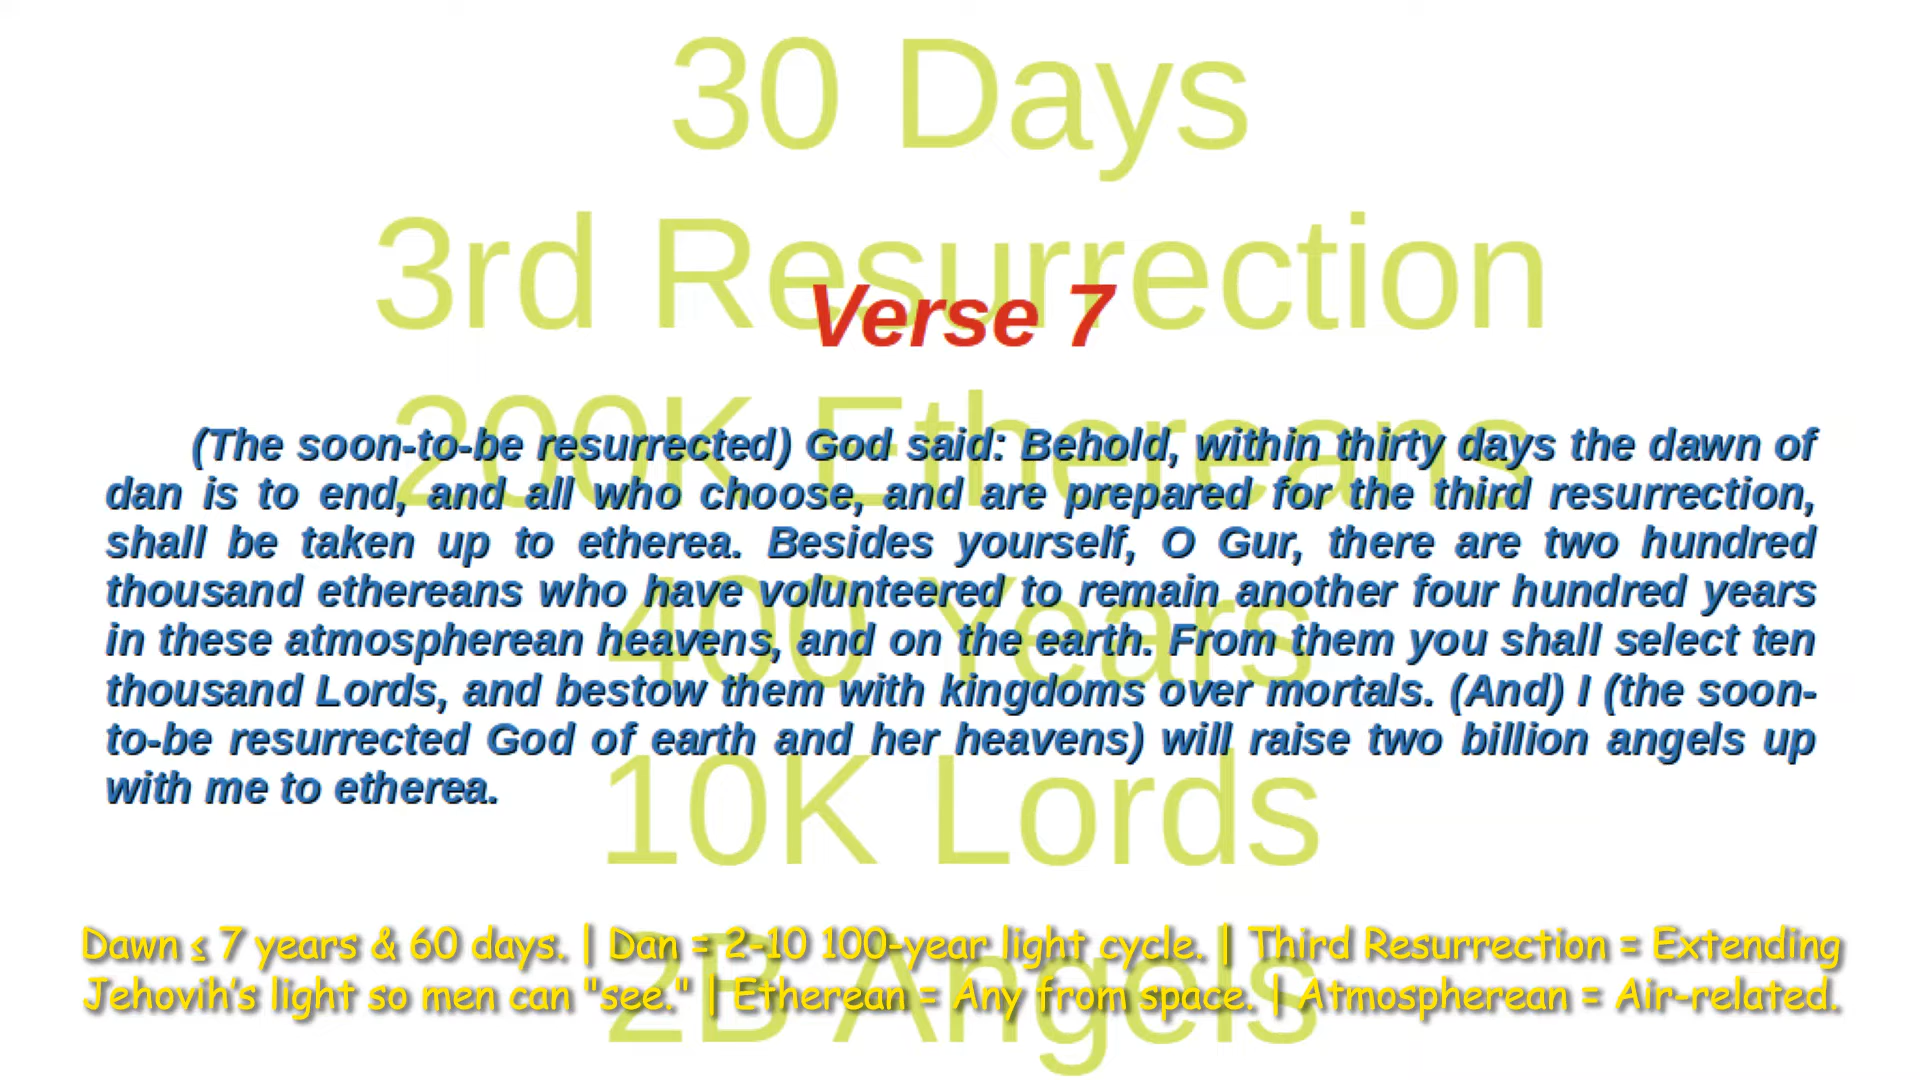 30 Days
3rd Resurrection
Verse 7
200K Ethereans
(The soon-to-be resurrected) God said: Behold, within thirty days the dawn of
dan is to end, and all who choose, and are prepared for the third resurrection,
shall be taken up to etherea. Besides yourself, O Gur, there are two hundred
thousand ethereans who have volunteered to remain another four hundred years
400 Years
in these atmospherean heavens, and on the earth. From them you shall select ten
thousand Lords, and bestow them with kingdoms over mortals. (And) I (the soon-
to-be resurrected God of earth and her heavens) will raise two billion angels up
with me to etherea.
10K Lords
Dawn ≤ 7 years & 60 days. | Dan = 2-10 100-year light cycle. | Third Resurrection = Extending
Jehovih's light so men can "see." | Etherean = Any from space. | Atmospherean = Air-related.
2B Angels